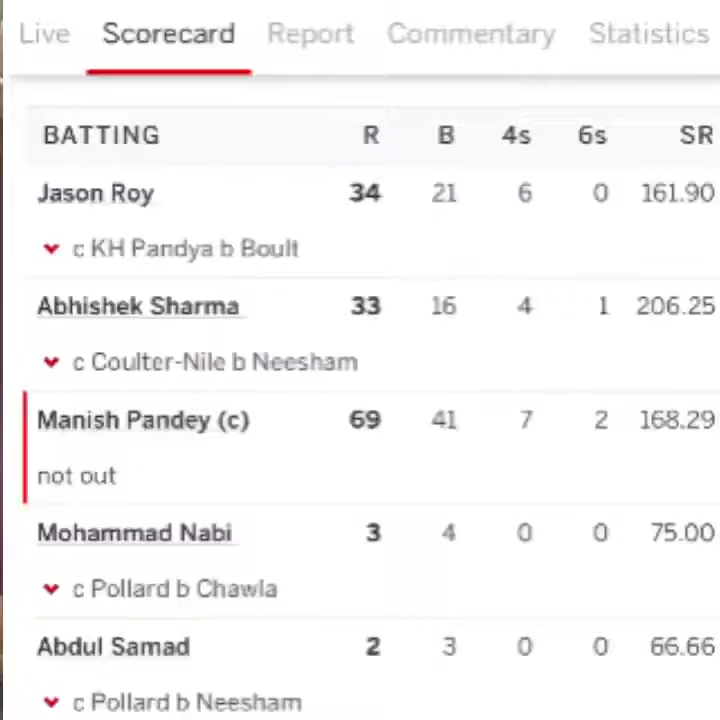 Live Scorecard Report Commentary Statistics
BATTING R B 4s 6s SR
Jason Roy 34 21 6 0 161.90
c KH Pandya b Boult
Abhishek Sharma 33 16 4 1 206.25
c Coulter-Nile b Neesham
Manish Pandey (c) 69 41 7 2 168.29
not out
Mohammad Nabi 3 4 0 0 75.00
c Pollard b Chawla
Abdul Samad 2 3 0 0 66.66
c Pollard b Neesham